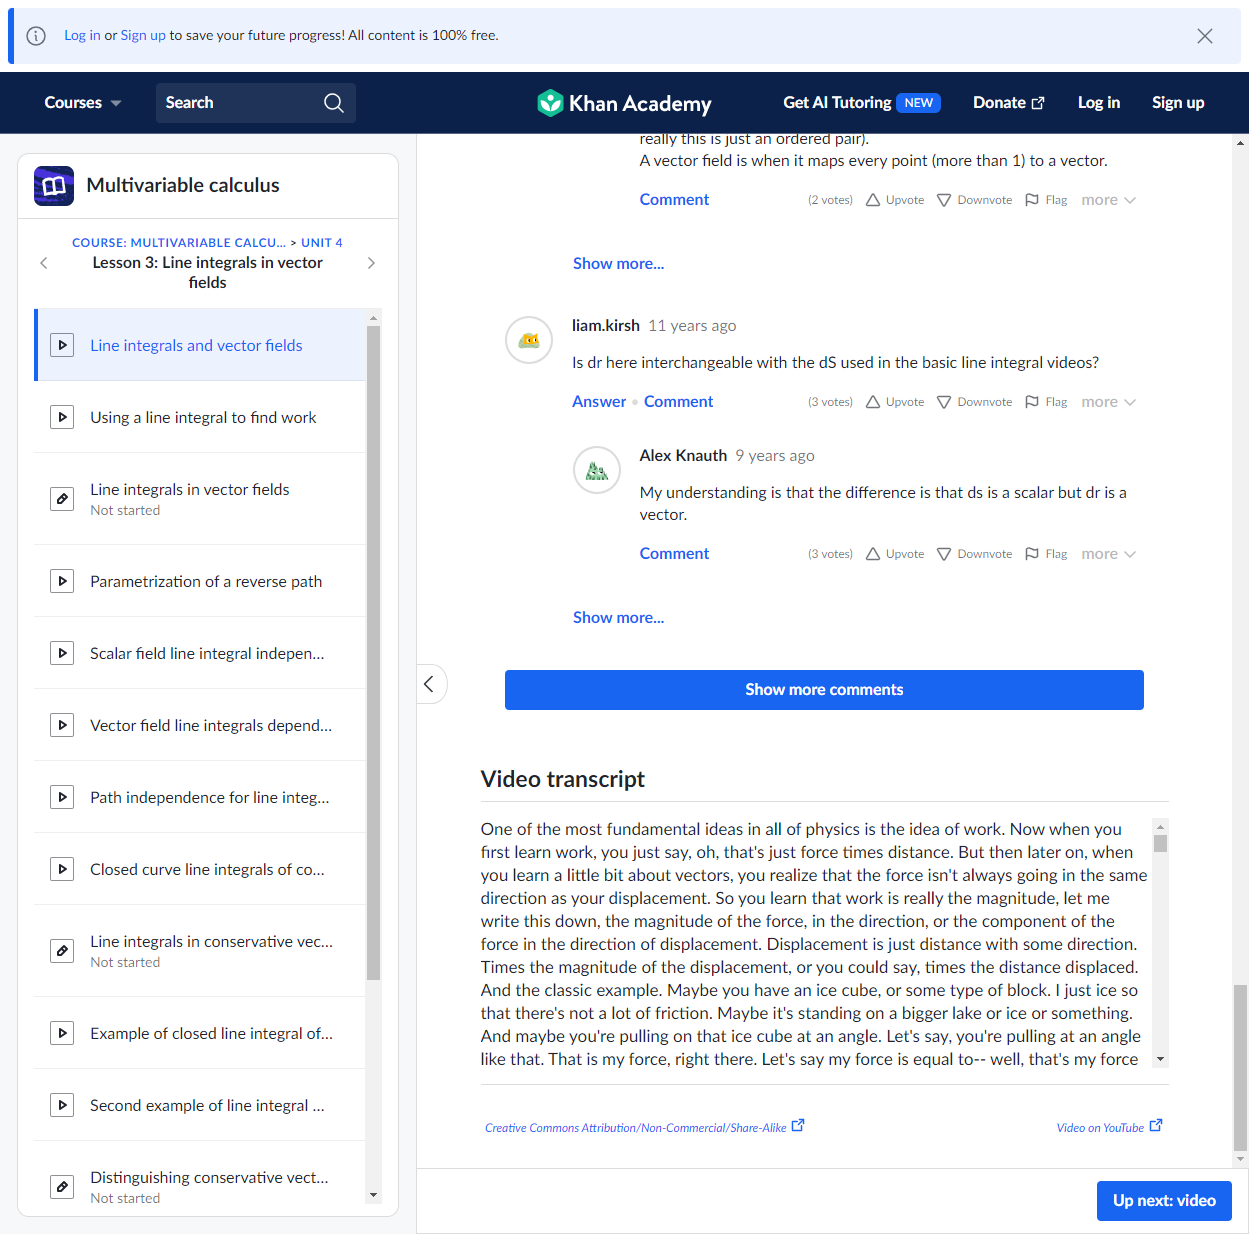 Log in or Sign up to save your future progress! All content is 100% free.
Courses
Search
Khan Academy
Get AI Tutoring NEW
Donate
Log in
Sign up
Multivariable calculus
COURSE: MULTIVARIABLE CALCU... > UNIT 4
Lesson 3: Line integrals in vector
fields
Line integrals and vector fields
Using a line integral to find work
Line integrals in vector fields
Not started
Parametrization of a reverse path
Scalar field line integral indepen...
Vector field line integrals depend...
Path independence for line integ...
Closed curve line integrals of co...
Line integrals in conservative vec...
Not started
Example of closed line integral of...
Second example of line integral ...
Distinguishing conservative vect...
Not started
really this is just an ordered pair).
A vector field is when it maps every point (more than 1) to a vector.
Comment (2 votes) Upvote Downvote Flag more
Show more...
liam.kirsh 11 years ago
Is dr here interchangeable with the dS used in the basic line integral videos?
Answer • Comment (3 votes) Upvote Downvote Flag more
Alex Knauth 9 years ago
My understanding is that the difference is that ds is a scalar but dr is a
vector.
Comment (3 votes) Upvote Downvote Flag more
Show more...
Show more comments
Video transcript
One of the most fundamental ideas in all of physics is the idea of work. Now when you
first learn work, you just say, oh, that's just force times distance. But then later on, when
you learn a little bit about vectors, you realize that the force isn't always going in the same
direction as your displacement. So you learn that work is really the magnitude, let me
write this down, the magnitude of the force, in the direction, or the component of the
force in the direction of displacement. Displacement is just distance with some direction.
Times the magnitude of the displacement, or you could say, times the distance displaced.
And the classic example. Maybe you have an ice cube, or some type of block. I just ice so
that there's not a lot of friction. Maybe it's standing on a bigger lake or ice or something.
And maybe you're pulling on that ice cube at an angle. Let's say, you're pulling at an angle
like that. That is my force, right there. Let's say my force is equal to-- well, that's my force
Creative Commons Attribution/Non-Commercial/Share-Alike
Video on YouTube
Up next: video